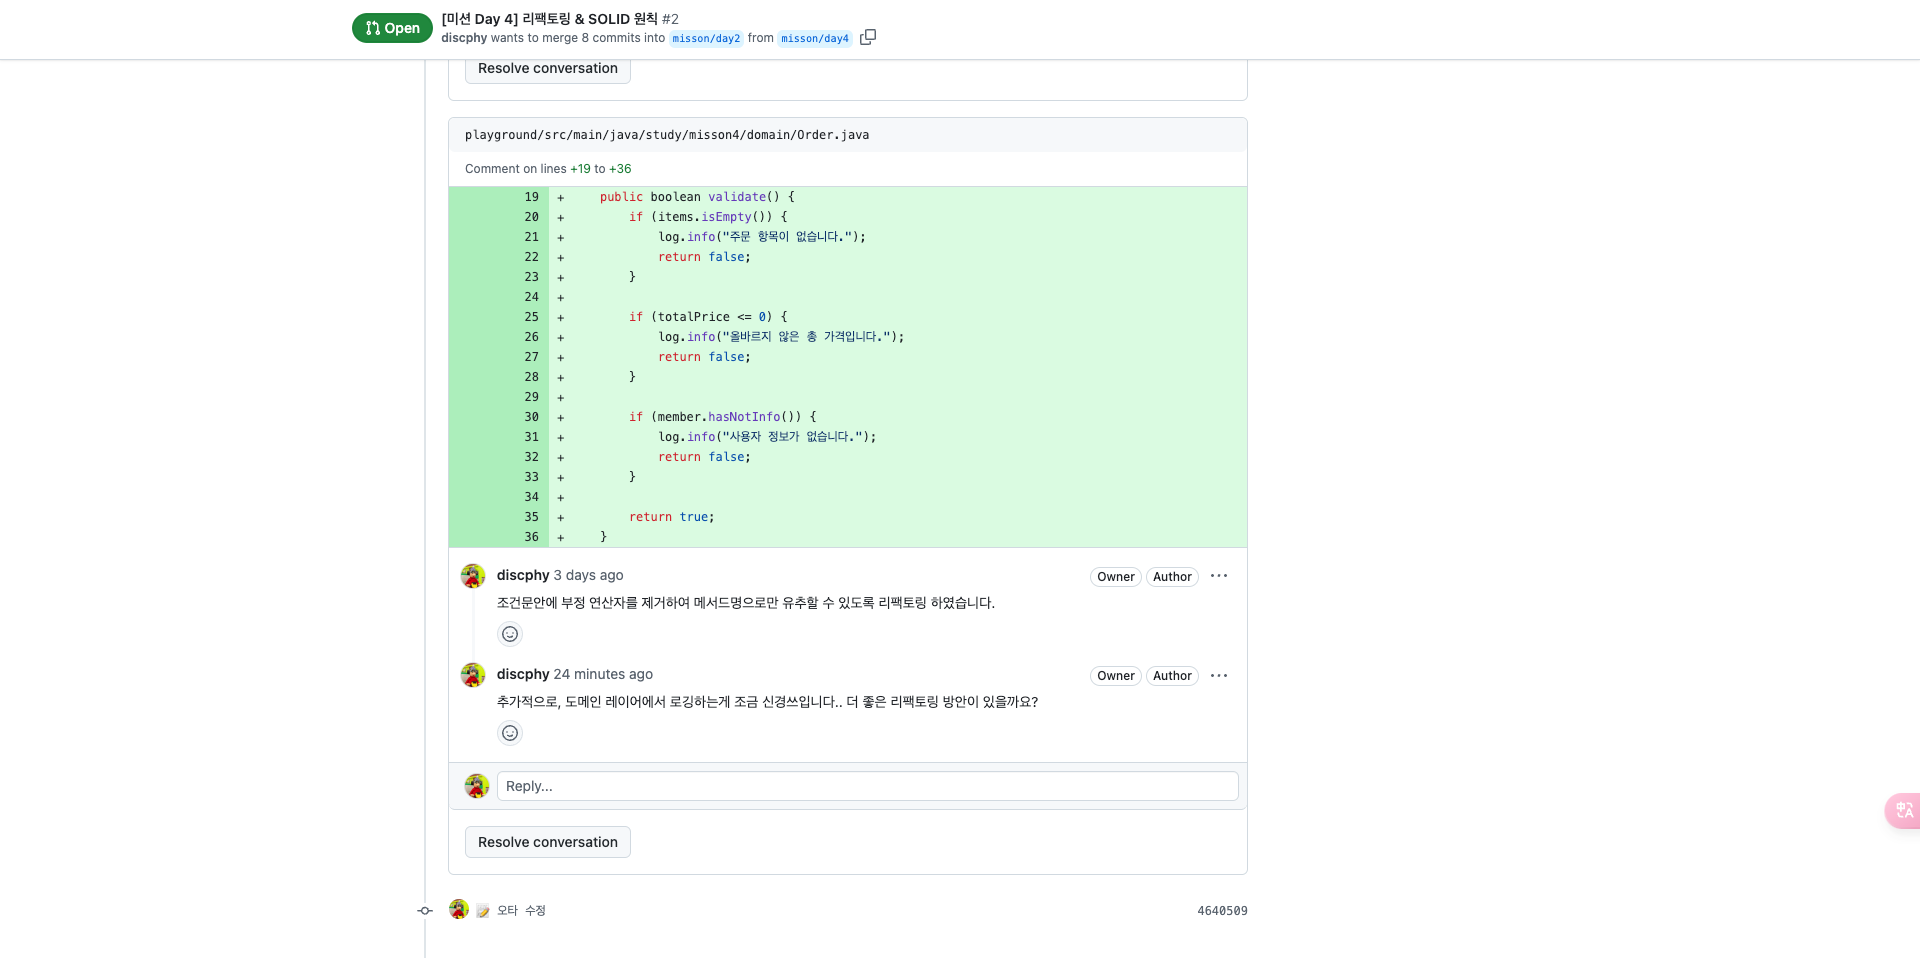 Open
[미션 Day 4] 리팩토링 & SOLID 원칙 #2
discphy wants to merge 8 commits into misson/day2 from misson/day4
Resolve conversation
playground/src/main/java/study/misson4/domain/Order.java
Comment on lines +19 to +36
19 + public boolean validate() {
20 + if (items.isEmpty()) {
21 + log.info("주문 항목이 없습니다.");
22 + return false;
23 + }
24 +
25 + if (totalPrice <= 0) {
26 + log.info("올바르지 않은 총 가격입니다.");
27 + return false;
28 + }
29 +
30 + if (member.hasNotInfo()) {
31 + log.info("사용자 정보가 없습니다.");
32 + return false;
33 + }
34 +
35 + return true;
36 + }
discphy 3 days ago Owner Author
조건문안에 부정 연산자를 제거하여 메서드명으로만 유추할 수 있도록 리팩토링 하였습니다.
discphy 24 minutes ago Owner Author
추가적으로, 도메인 레이어에서 로깅하는게 조금 신경쓰입니다.. 더 좋은 리팩토링 방안이 있을까요?
Reply...
Resolve conversation
오타 수정 4640509